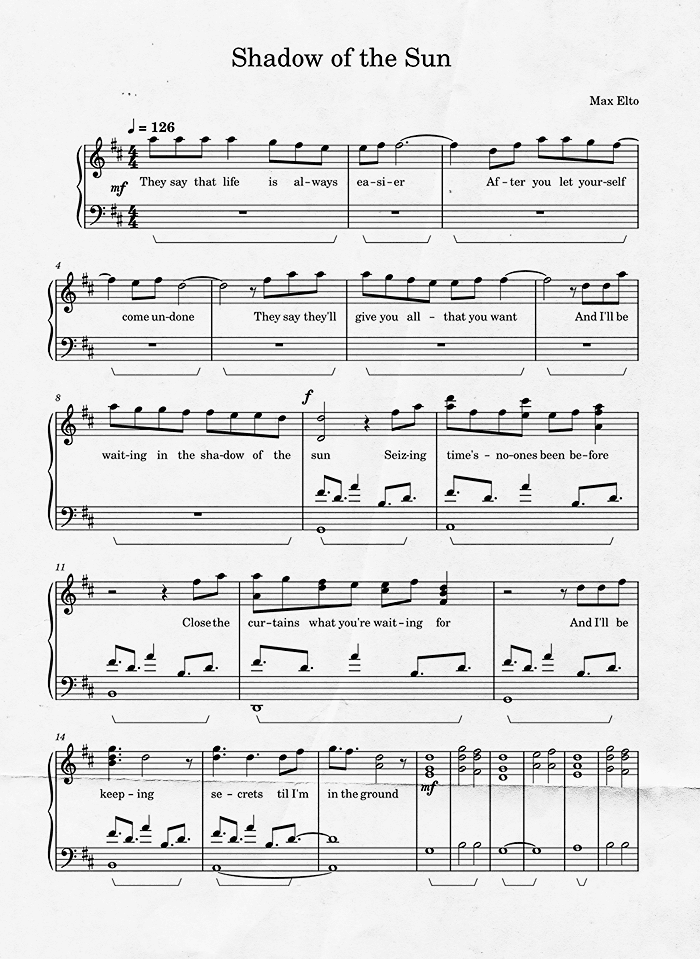 Shadow of the Sun
Max Elto
♩ = 126
4 4
mf
They say that life is al-ways ea-si-er Af-ter you let your-self
4 4
4
come un-done They say they'll give you all - that you want And I'll be
8
f
wait-ing in the sha-dow of the sun Seiz-ing time's - no-ones been be-fore
11
Close the cur-tains what you're wait-ing for And I'll be
14
mf
keep-ing se-crets til I'm in the ground